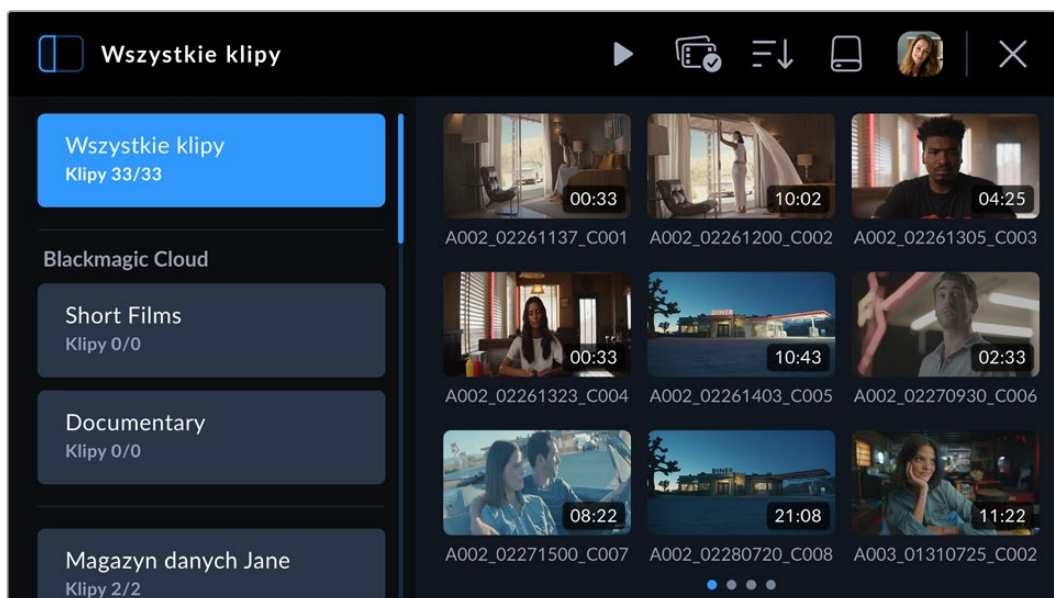 Wszystkie klipy
Wszystkie klipy
Klipy 33/33
Blackmagic Cloud
Short Films
Klipy 0/0
Documentary
Klipy 0/0
Magazyn danych Jane
Klipy 2/2
00:33
10:02
04:25
A002_02261137_C001
A002_02261200_C002
A002_02261305_C003
DINER
00:33
10:43
02:33
A002_02261323_C004
A002_02261403_C005
A002_02270930_C006
DINER
08:22
21:08
11:22
A002_02271500_C007
A002_02280720_C008
A003_01310725_C002